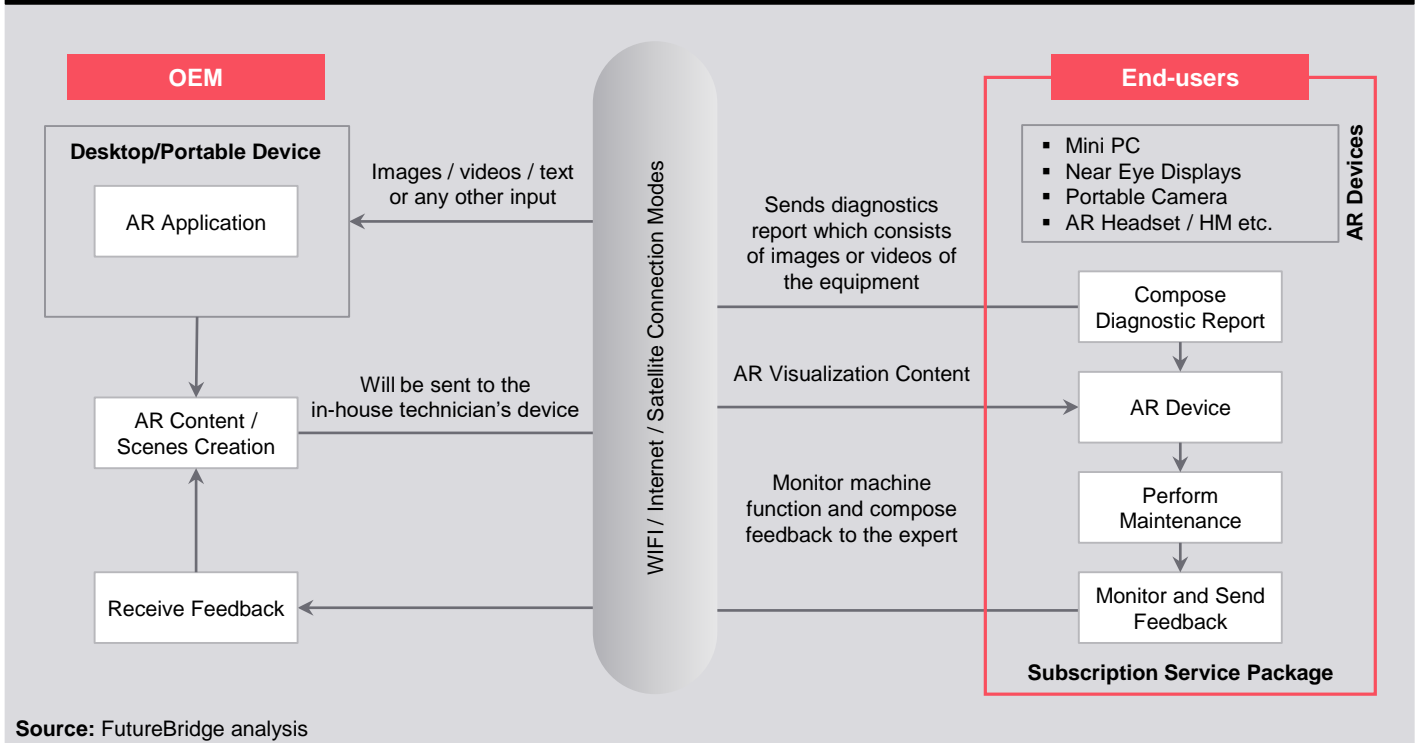 OEM
Desktop/Portable Device
AR Application
Images / videos / text
or any other input
AR Content /
Scenes Creation
Will be sent to the
in-house technician's device
Receive Feedback
WIFI / Internet / Satellite Connection Modes
Sends diagnostics
report which consists
of images or videos of
the equipment
AR Visualization Content
Monitor machine
function and compose
feedback to the expert
End-users
▪ Mini PC
▪ Near Eye Displays
▪ Portable Camera
▪ AR Headset / HM etc.
AR Devices
Compose
Diagnostic Report
AR Device
Perform
Maintenance
Monitor and Send
Feedback
Subscription Service Package
Source: FutureBridge analysis